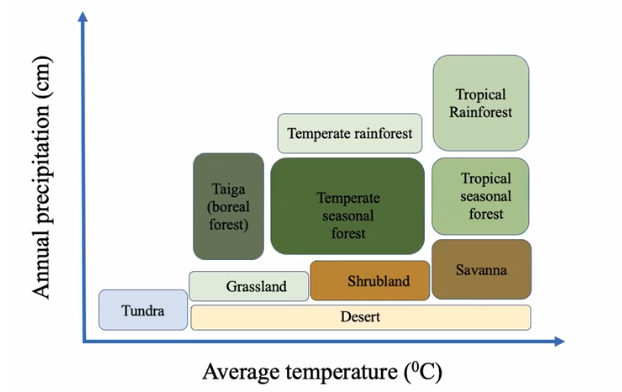 Annual precipitation (cm)
Tropical
Rainforest
Temperate rainforest
Taiga
(boreal
forest)
Temperate
seasonal
forest
Tropical
seasonal
forest
Grassland
Shrubland
Savanna
Tundra
Desert
Average temperature (⁰C)